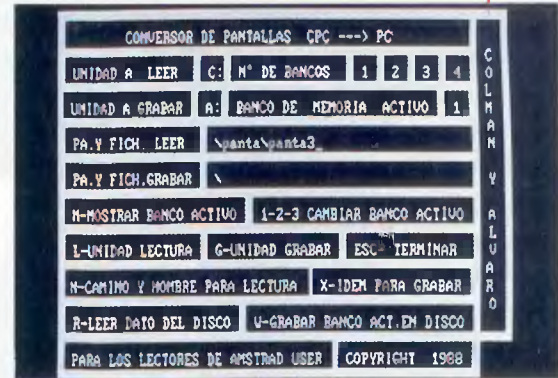 CONVERSOR DE PANTALLAS CPC ---> PC
UNIDAD A LEER C: Nº DE BANCOS 1 2 3 4
UNIDAD A GRABAR A: BANCO DE MEMORIA ACTIVO 1
PA.Y FICH. LEER \panta\panta3_
PA.Y FICH.GRABAR \
M-MOSTRAR BANCO ACTIVO 1-2-3 CAMBIAR BANCO ACTIVO
L-UNIDAD LECTURA G-UNIDAD GRABAR ESC- TERMINAR
N-CAMINO Y NOMBRE PARA LECTURA X-IDEM PARA GRABAR
R-LEER DATO DEL DISCO V-GRABAR BANCO ACT.EN DISCO
PARA LOS LECTORES DE AMSTRAD USER COPYRIGHT 1988
COLMAN Y ALVARO